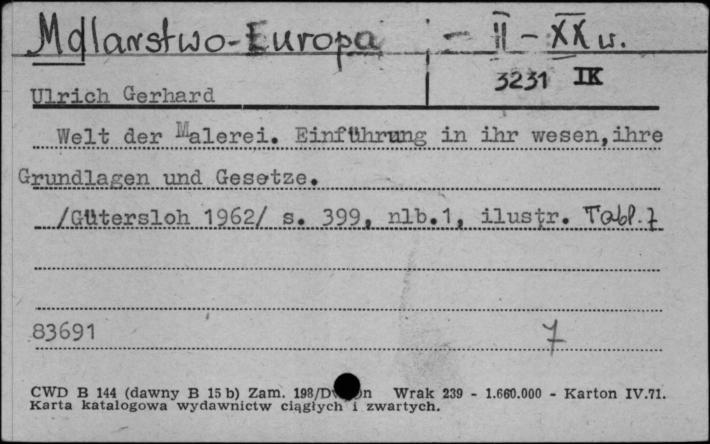 Malarstwo-Europa - II - XX w.
3231 IK
Ulrich Gerhard
Welt der Malerei. Einführung in ihr wesen, ihre
Grundlagen und Gesetze.
/Gütersloh 1962/ s. 399, nlb.1, ilustr. Tabl. 7
83691 7
CWD B 144 (dawny B 15 b) Zam. 198/D Wrak 239 - 1.660.000 - Karton IV.71.
Karta katalogowa wydawnictw ciągłych i zwartych.